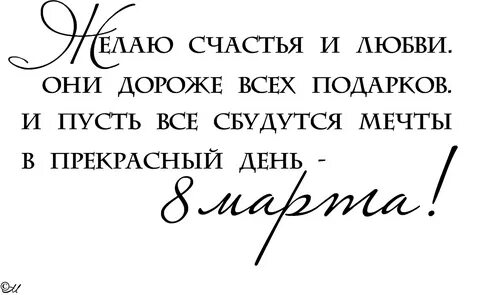 Желаю счастья и любви.
Они дороже всех подарков.
И пусть все сбудутся мечты
в прекрасный день -
8 марта!
©М